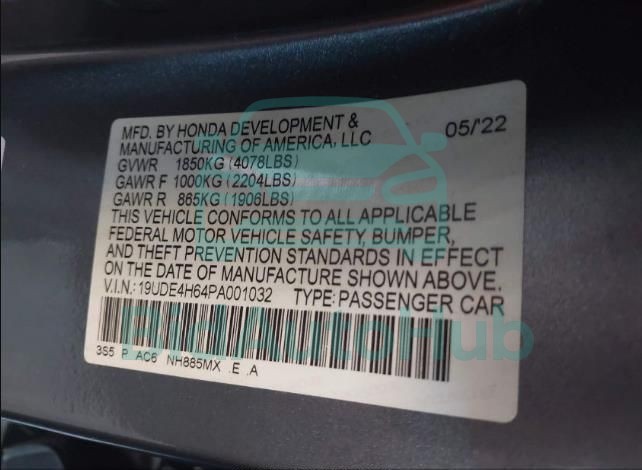 MFD. BY HONDA DEVELOPMENT & 05/'22
MANUFACTURING OF AMERICA, LLC
GVWR 1850KG (4078LBS)
GAWR F 1000KG (2204LBS)
GAWR R 865KG (1906LBS)
THIS VEHICLE CONFORMS TO ALL APPLICABLE
FEDERAL MOTOR VEHICLE SAFETY, BUMPER,
AND THEFT PREVENTION STANDARDS IN EFFECT
ON THE DATE OF MANUFACTURE SHOWN ABOVE.
V.I.N.: 19UDE4H64PA001032 TYPE: PASSENGER CAR
BidAutoHub
3S5 P AC6 NH885MX .E .A